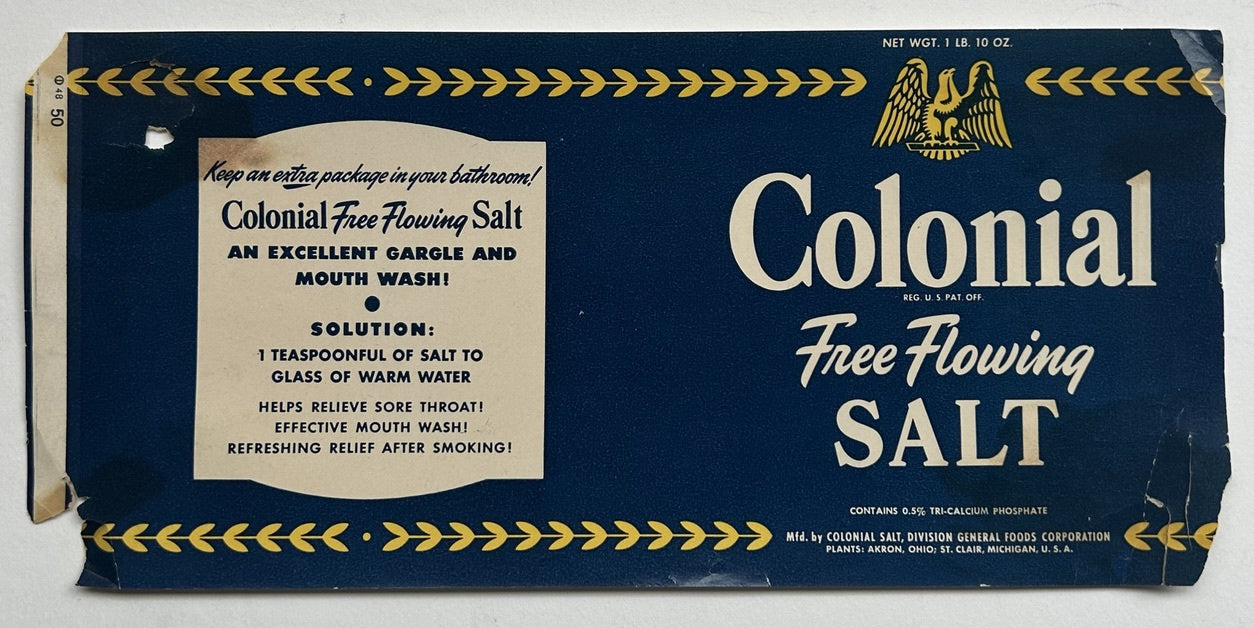 48 50
Keep an extra package in your bathroom!
Colonial Free Flowing Salt
AN EXCELLENT GARGLE AND
MOUTH WASH!
SOLUTION:
1 TEASPOONFUL OF SALT TO
GLASS OF WARM WATER
HELPS RELIEVE SORE THROAT!
EFFECTIVE MOUTH WASH!
REFRESHING RELIEF AFTER SMOKING!
NET WGT. 1 LB. 10 OZ.
Colonial
REG. U. S. PAT. OFF.
Free Flowing
SALT
CONTAINS 0.5% TRI-CALCIUM PHOSPHATE
Mfd. by COLONIAL SALT, DIVISION GENERAL FOODS CORPORATION
PLANTS: AKRON, OHIO; ST. CLAIR, MICHIGAN, U. S. A.